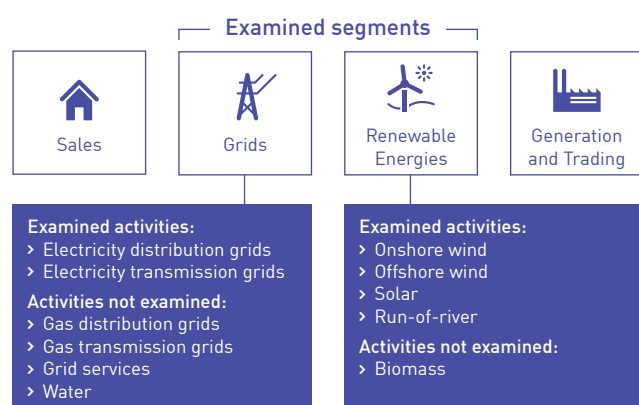 Examined segments
Sales
Grids
Renewable
Energies
Generation
and Trading
Examined activities:
› Electricity distribution grids
› Electricity transmission grids
Activities not examined:
› Gas distribution grids
› Gas transmission grids
› Grid services
› Water
Examined activities:
› Onshore wind
› Offshore wind
› Solar
› Run-of-river
Activities not examined:
› Biomass